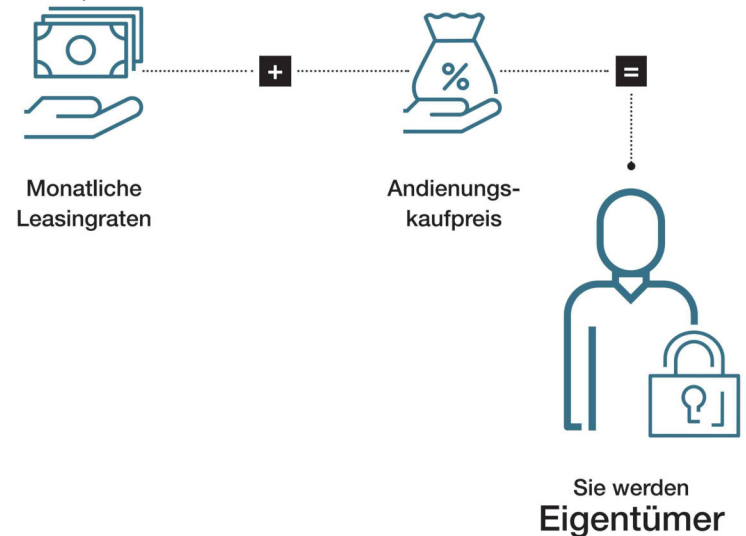 +
%
=
Monatliche
Leasingraten
Andienungs-
kaufpreis
Sie werden
Eigentümer